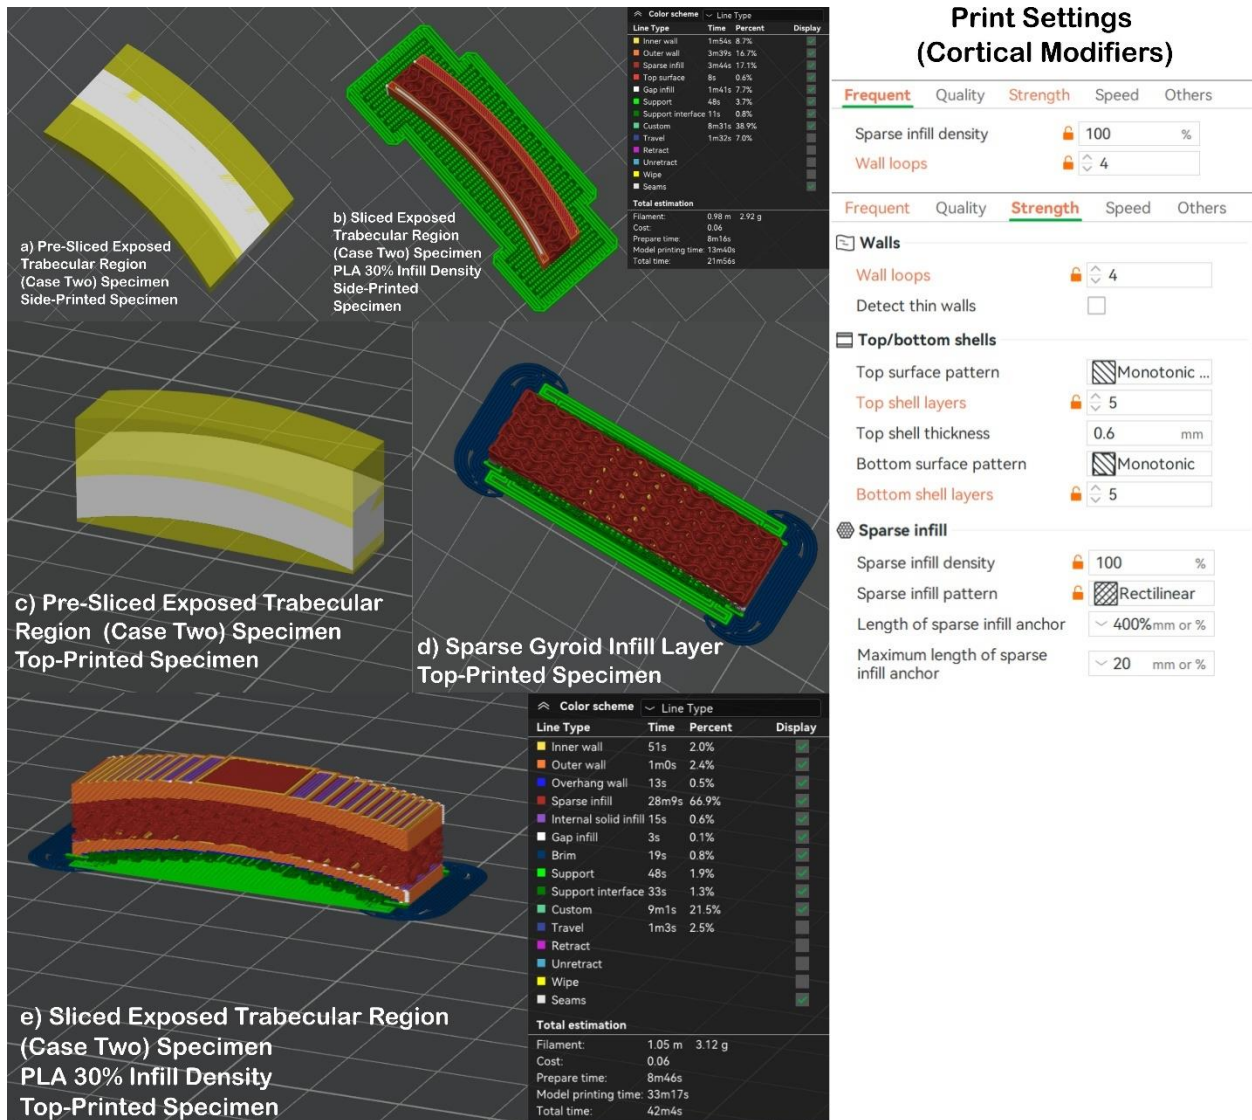 a) Pre-Sliced Exposed
Trabecular Region
(Case Two) Specimen
Side-Printed Specimen
b) Sliced Exposed
Trabecular Region
(Case Two) Specimen
PLA 30% Infill Density
Side-Printed
Specimen
Color scheme Line Type
Line Type Time Percent Display
Inner wall 1m54s 8.7%
Outer wall 3m39s 16.7%
Sparse infill 3m44s 17.1%
Top surface 8s 0.6%
Gap infill 1m41s 7.7%
Support 48s 3.7%
Support interface 11s 0.8%
Custom 8m31s 38.9%
Travel 1m32s 7.0%
Retract
Unretract
Wipe
Seams
Total estimation
Filament: 0.98 m 2.92 g
Cost: 0.06
Prepare time: 8m16s
Model printing time: 13m40s
Total time: 21m56s
c) Pre-Sliced Exposed Trabecular
Region (Case Two) Specimen
Top-Printed Specimen
d) Sparse Gyroid Infill Layer
Top-Printed Specimen
e) Sliced Exposed Trabecular Region
(Case Two) Specimen
PLA 30% Infill Density
Top-Printed Specimen
Color scheme Line Type
Line Type Time Percent Display
Inner wall 51s 2.0%
Outer wall 1m0s 2.4%
Overhang wall 13s 0.5%
Sparse infill 28m9s 66.9%
Internal solid infill 15s 0.6%
Gap infill 3s 0.1%
Brim 19s 0.8%
Support 48s 1.9%
Support interface 33s 1.3%
Custom 9m1s 21.5%
Travel 1m3s 2.5%
Retract
Unretract
Wipe
Seams
Total estimation
Filament: 1.05 m 3.12 g
Cost: 0.06
Prepare time: 8m46s
Model printing time: 33m17s
Total time: 42m4s
Print Settings
(Cortical Modifiers)
Frequent Quality Strength Speed Others
Sparse infill density 100 %
Wall loops 4
Frequent Quality Strength Speed Others
Walls
Wall loops 4
Detect thin walls
Top/bottom shells
Top surface pattern Monotonic ...
Top shell layers 5
Top shell thickness 0.6 mm
Bottom surface pattern Monotonic
Bottom shell layers 5
Sparse infill
Sparse infill density 100 %
Sparse infill pattern Rectilinear
Length of sparse infill anchor 400% mm or %
Maximum length of sparse
infill anchor 20 mm or %